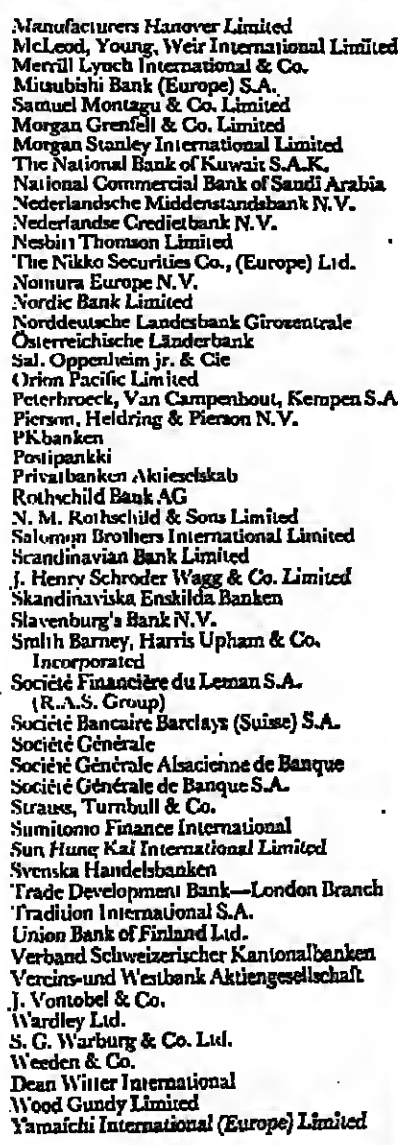 Manufacturers Hanover Limited
McLeod, Young, Weir International Limited
Merrill Lynch International & Co.
Mitsubishi Bank (Europe) S.A.
Samuel Montagu & Co. Limited
Morgan Grenfell & Co. Limited
Morgan Stanley International Limited
The National Bank of Kuwait S.A.K.
National Commercial Bank of Saudi Arabia
Nederlandsche Middenstandsbank N.V.
Nederlandse Credietbank N.V.
Nesbitt Thomson Limited
The Nikko Securities Co., (Europe) Ltd.
Nomura Europe N.V.
Nordic Bank Limited
Norddeutsche Landesbank Girozentrale
Österreichische Länderbank
Sal. Oppenheim jr. & Cie
Orion Pacific Limited
Peterbroeck, Van Campenhout, Kempen S.A
Pierson, Heldring & Pierson N.V.
PKbanken
Postipankki
Privatbanken Aktieselskab
Rothschild Bank AG
N. M. Rothschild & Sons Limited
Salomon Brothers International Limited
Scandinavian Bank Limited
J. Henry Schroder Wagg & Co. Limited
Skandinaviska Enskilda Banken
Slavenburg's Bank N.V.
Smith Barney, Harris Upham & Co.
Incorporated
Société Financière du Leman S.A.
(R.A.S. Group)
Société Bancaire Barclays (Suisse) S.A.
Société Générale
Société Générale Alsacienne de Banque
Société Générale de Banque S.A.
Strauss, Turnbull & Co.
Sumitomo Finance International
Sun Hung Kai International Limited
Svenska Handelsbanken
Trade Development Bank—London Branch
Tradition International S.A.
Union Bank of Finland Ltd.
Verband Schweizerischer Kantonalbanken
Vereins-und Westbank Aktiengesellschaft
J. Vontobel & Co.
Wardley Ltd.
S. G. Warburg & Co. Ltd.
Weeden & Co.
Dean Witter International
Wood Gundy Limited
Yamaichi International (Europe) Limited